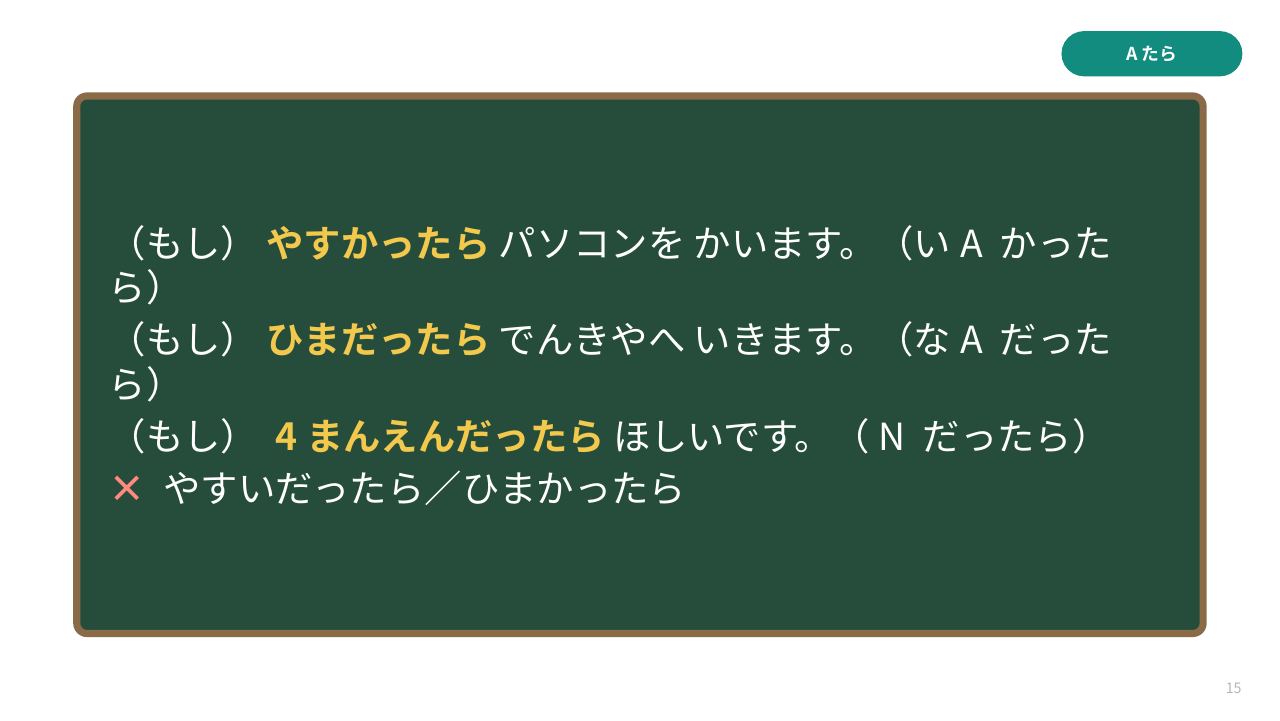 A たら
（もし） やすかったら パソコンを かいます。（い A かった
ら）
（もし） ひまだったら でんきやへ いきます。（な A だった
ら）
（もし） 4 まんえんだったら ほしいです。（ N だったら）
✕ やすいだったら／ひまかったら
15